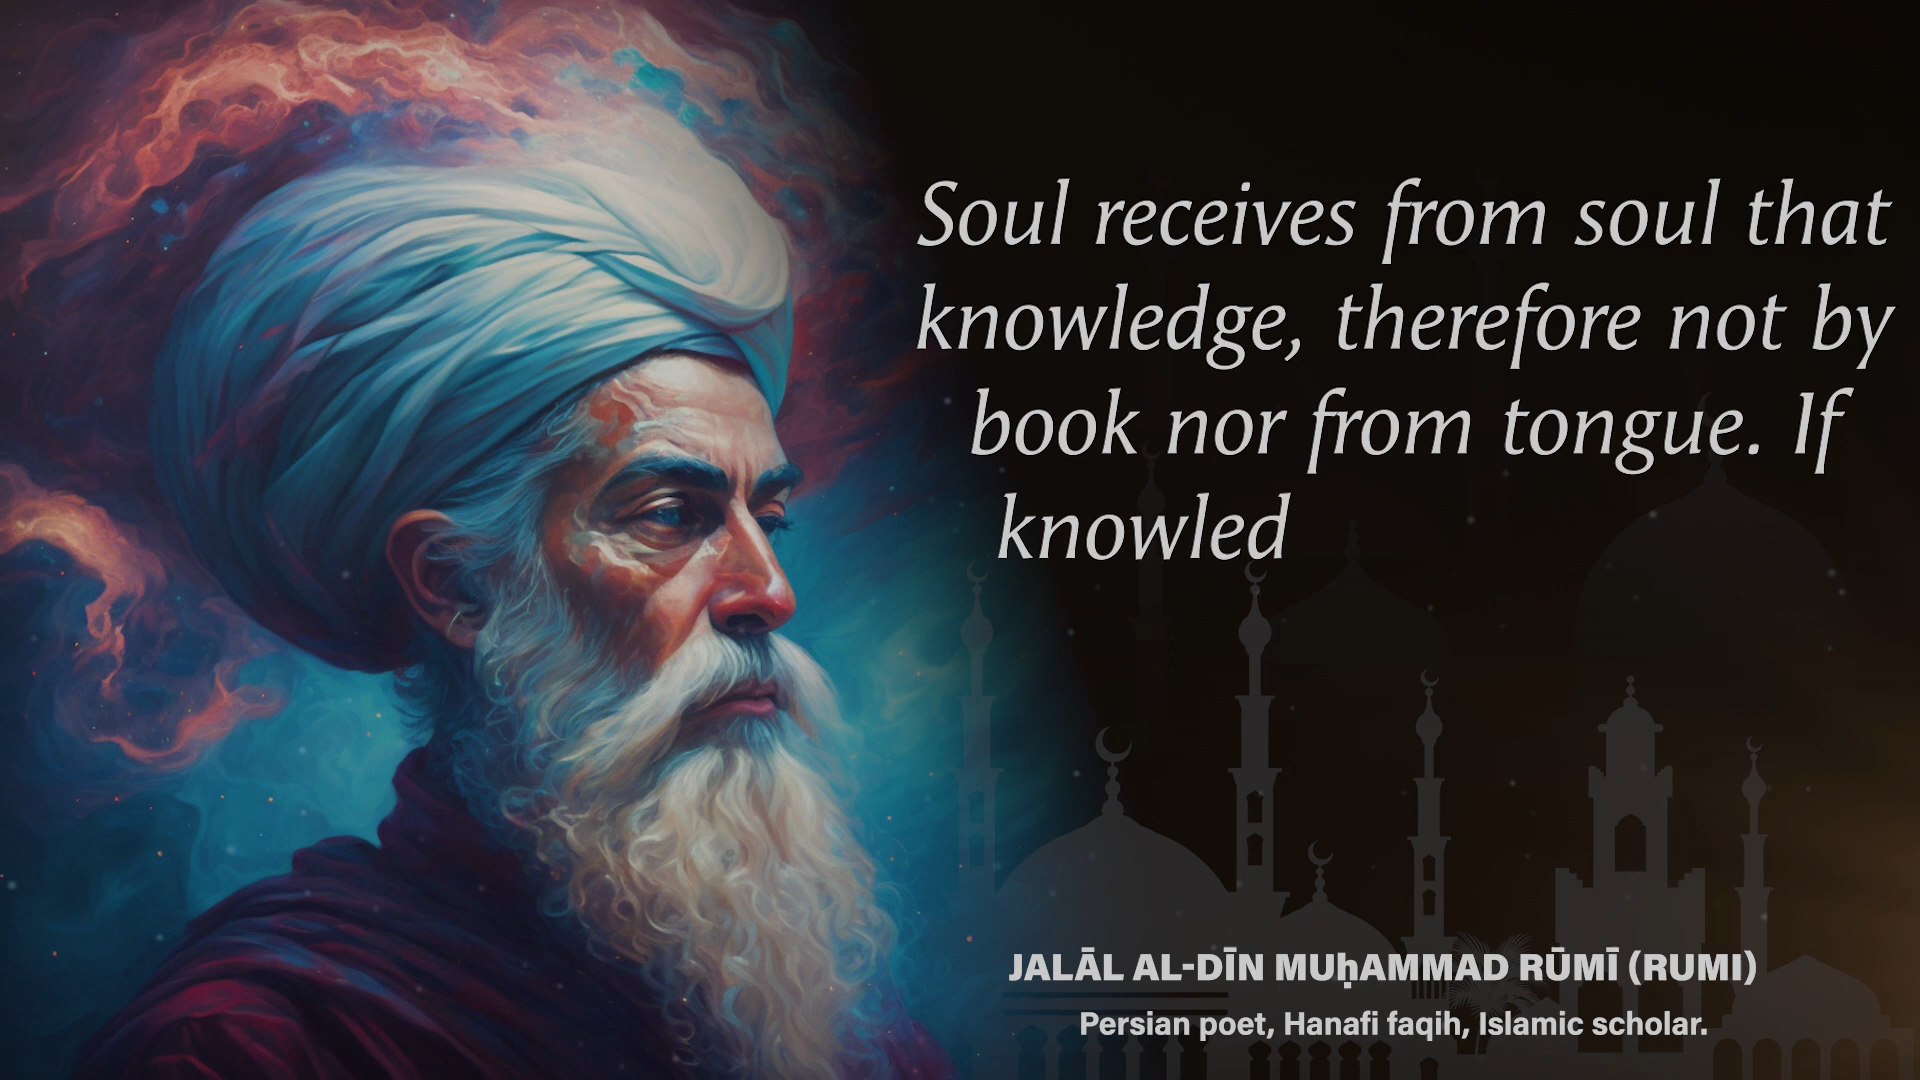 Soul receives from soul that
knowledge, therefore not by
book nor from tongue. If
knowled
JALĀL AL-DĪN MUḥAMMAD RŪMĪ (RUMI)
Persian poet, Hanafi faqih, Islamic scholar.